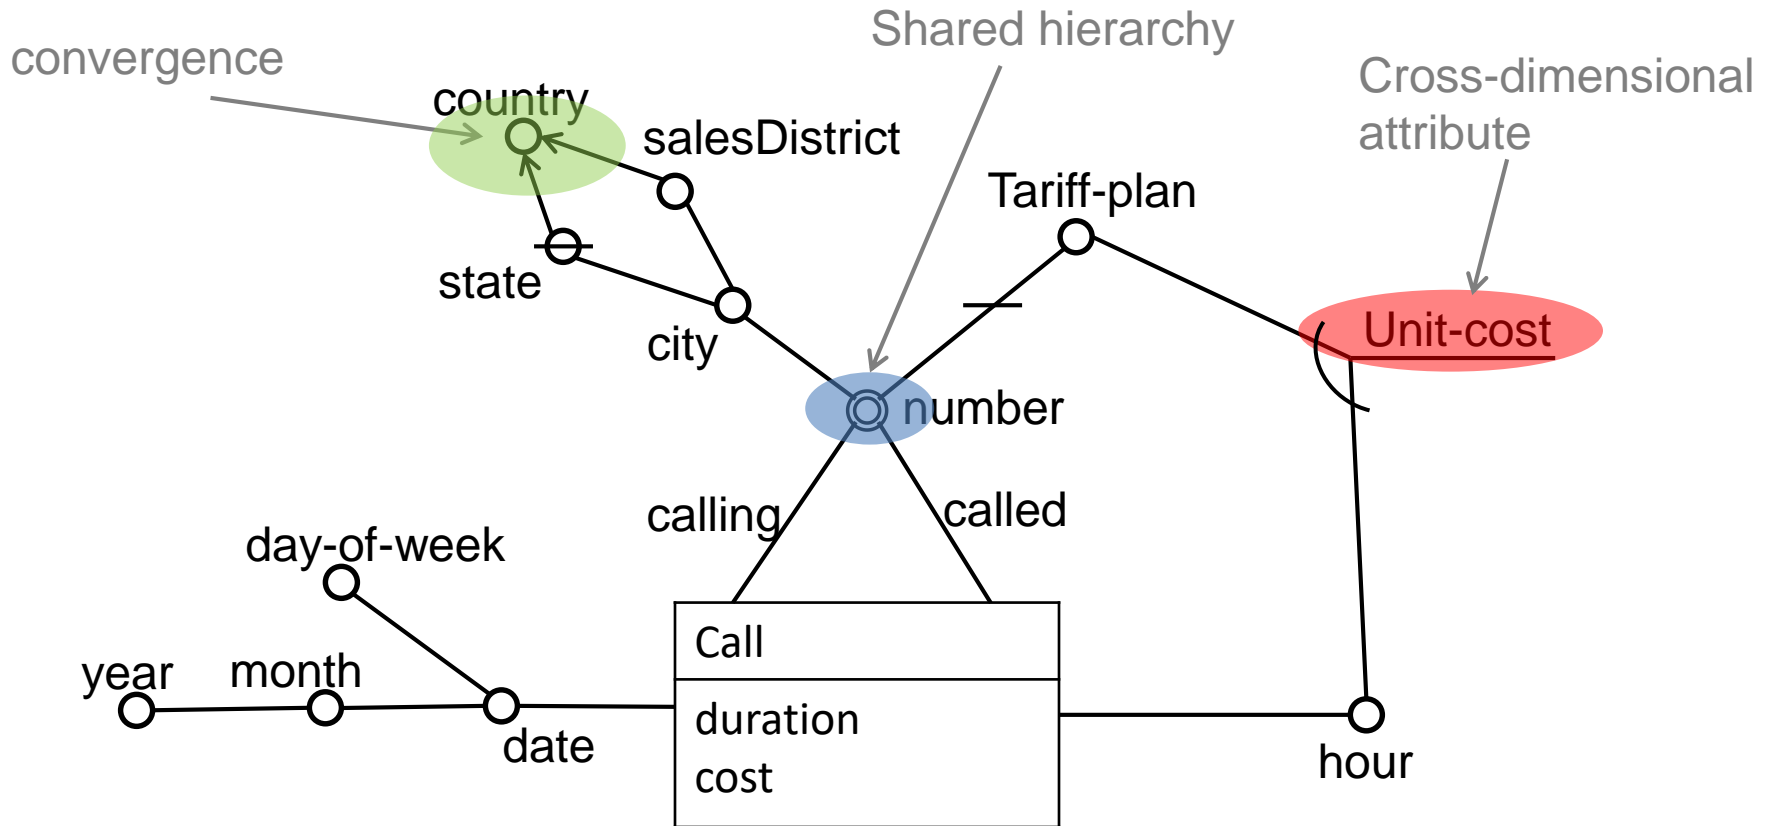 Shared hierarchy
convergence
Cross-dimensional
attribute
country
salesDistrict
Tariff-plan
state
city
Unit-cost
number
calling
called
day-of-week
year
month
date
Call
duration
cost
hour